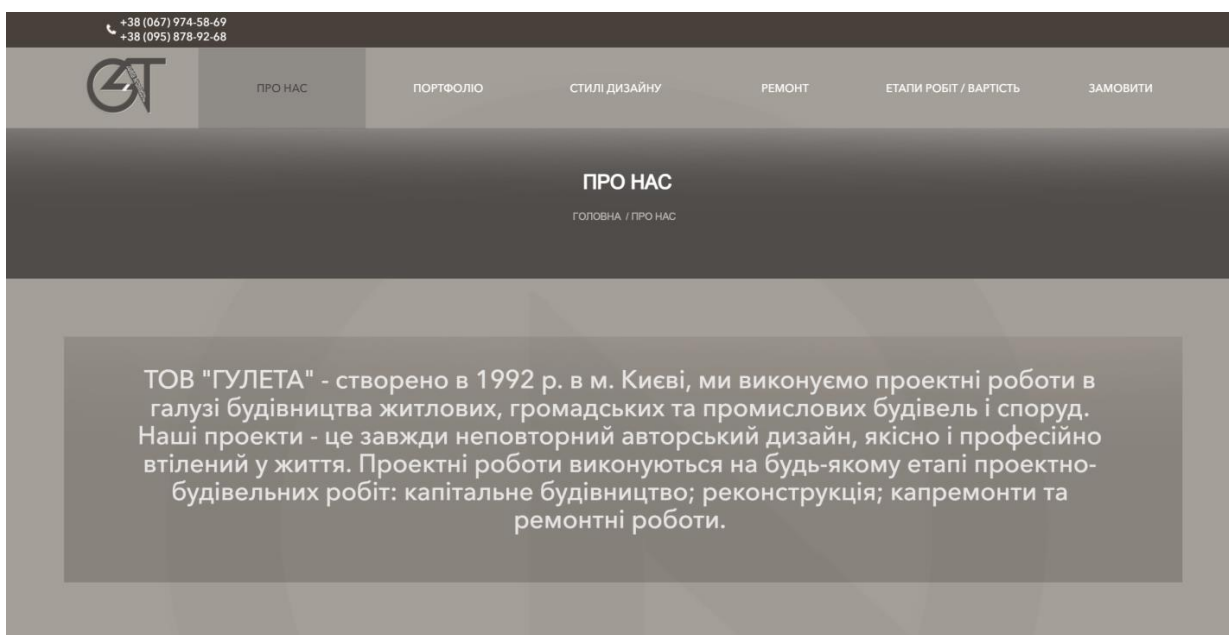 +38 (067) 974-58-69
+38 (095) 878-92-68
ПРО НАС
ПОРТФОЛІО
СТИЛІ ДИЗАЙНУ
РЕМОНТ
ЕТАПИ РОБІТ / ВАРТІСТЬ
ЗАМОВИТИ
ПРО НАС
ГОЛОВНА / ПРО НАС
ТОВ "ГУЛЕТА" - створено в 1992 р. в м. Києві, ми виконуємо проектні роботи в
галузі будівництва житлових, громадських та промислових будівель і споруд.
Наші проекти - це завжди неповторний авторський дизайн, якісно і професійно
втілений у життя. Проектні роботи виконуються на будь-якому етапі проектно-
будівельних робіт: капітальне будівництво; реконструкція; капремонти та
ремонтні роботи.